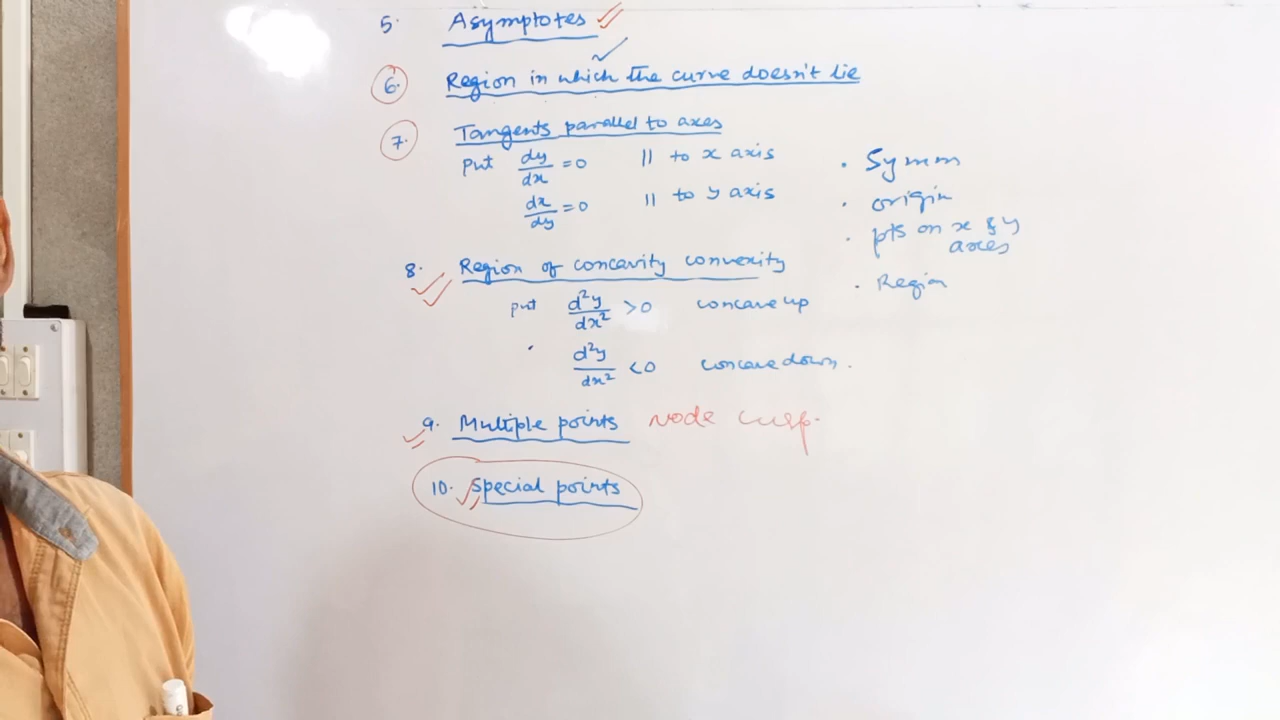 5. Asymptotes
6. Region in which the curve doesn't lie
7. Tangents parallel to axes
Put dy/dx = 0 || to x axis
dx/dy = 0 || to y axis
8. Region of concavity convexity
put d²y/dx² > 0 concave up
d²y/dx² < 0 concave down.
9. Multiple points Node cusp.
10. Special points
. Symm
. origin
. pts on x & y
axes
. Region